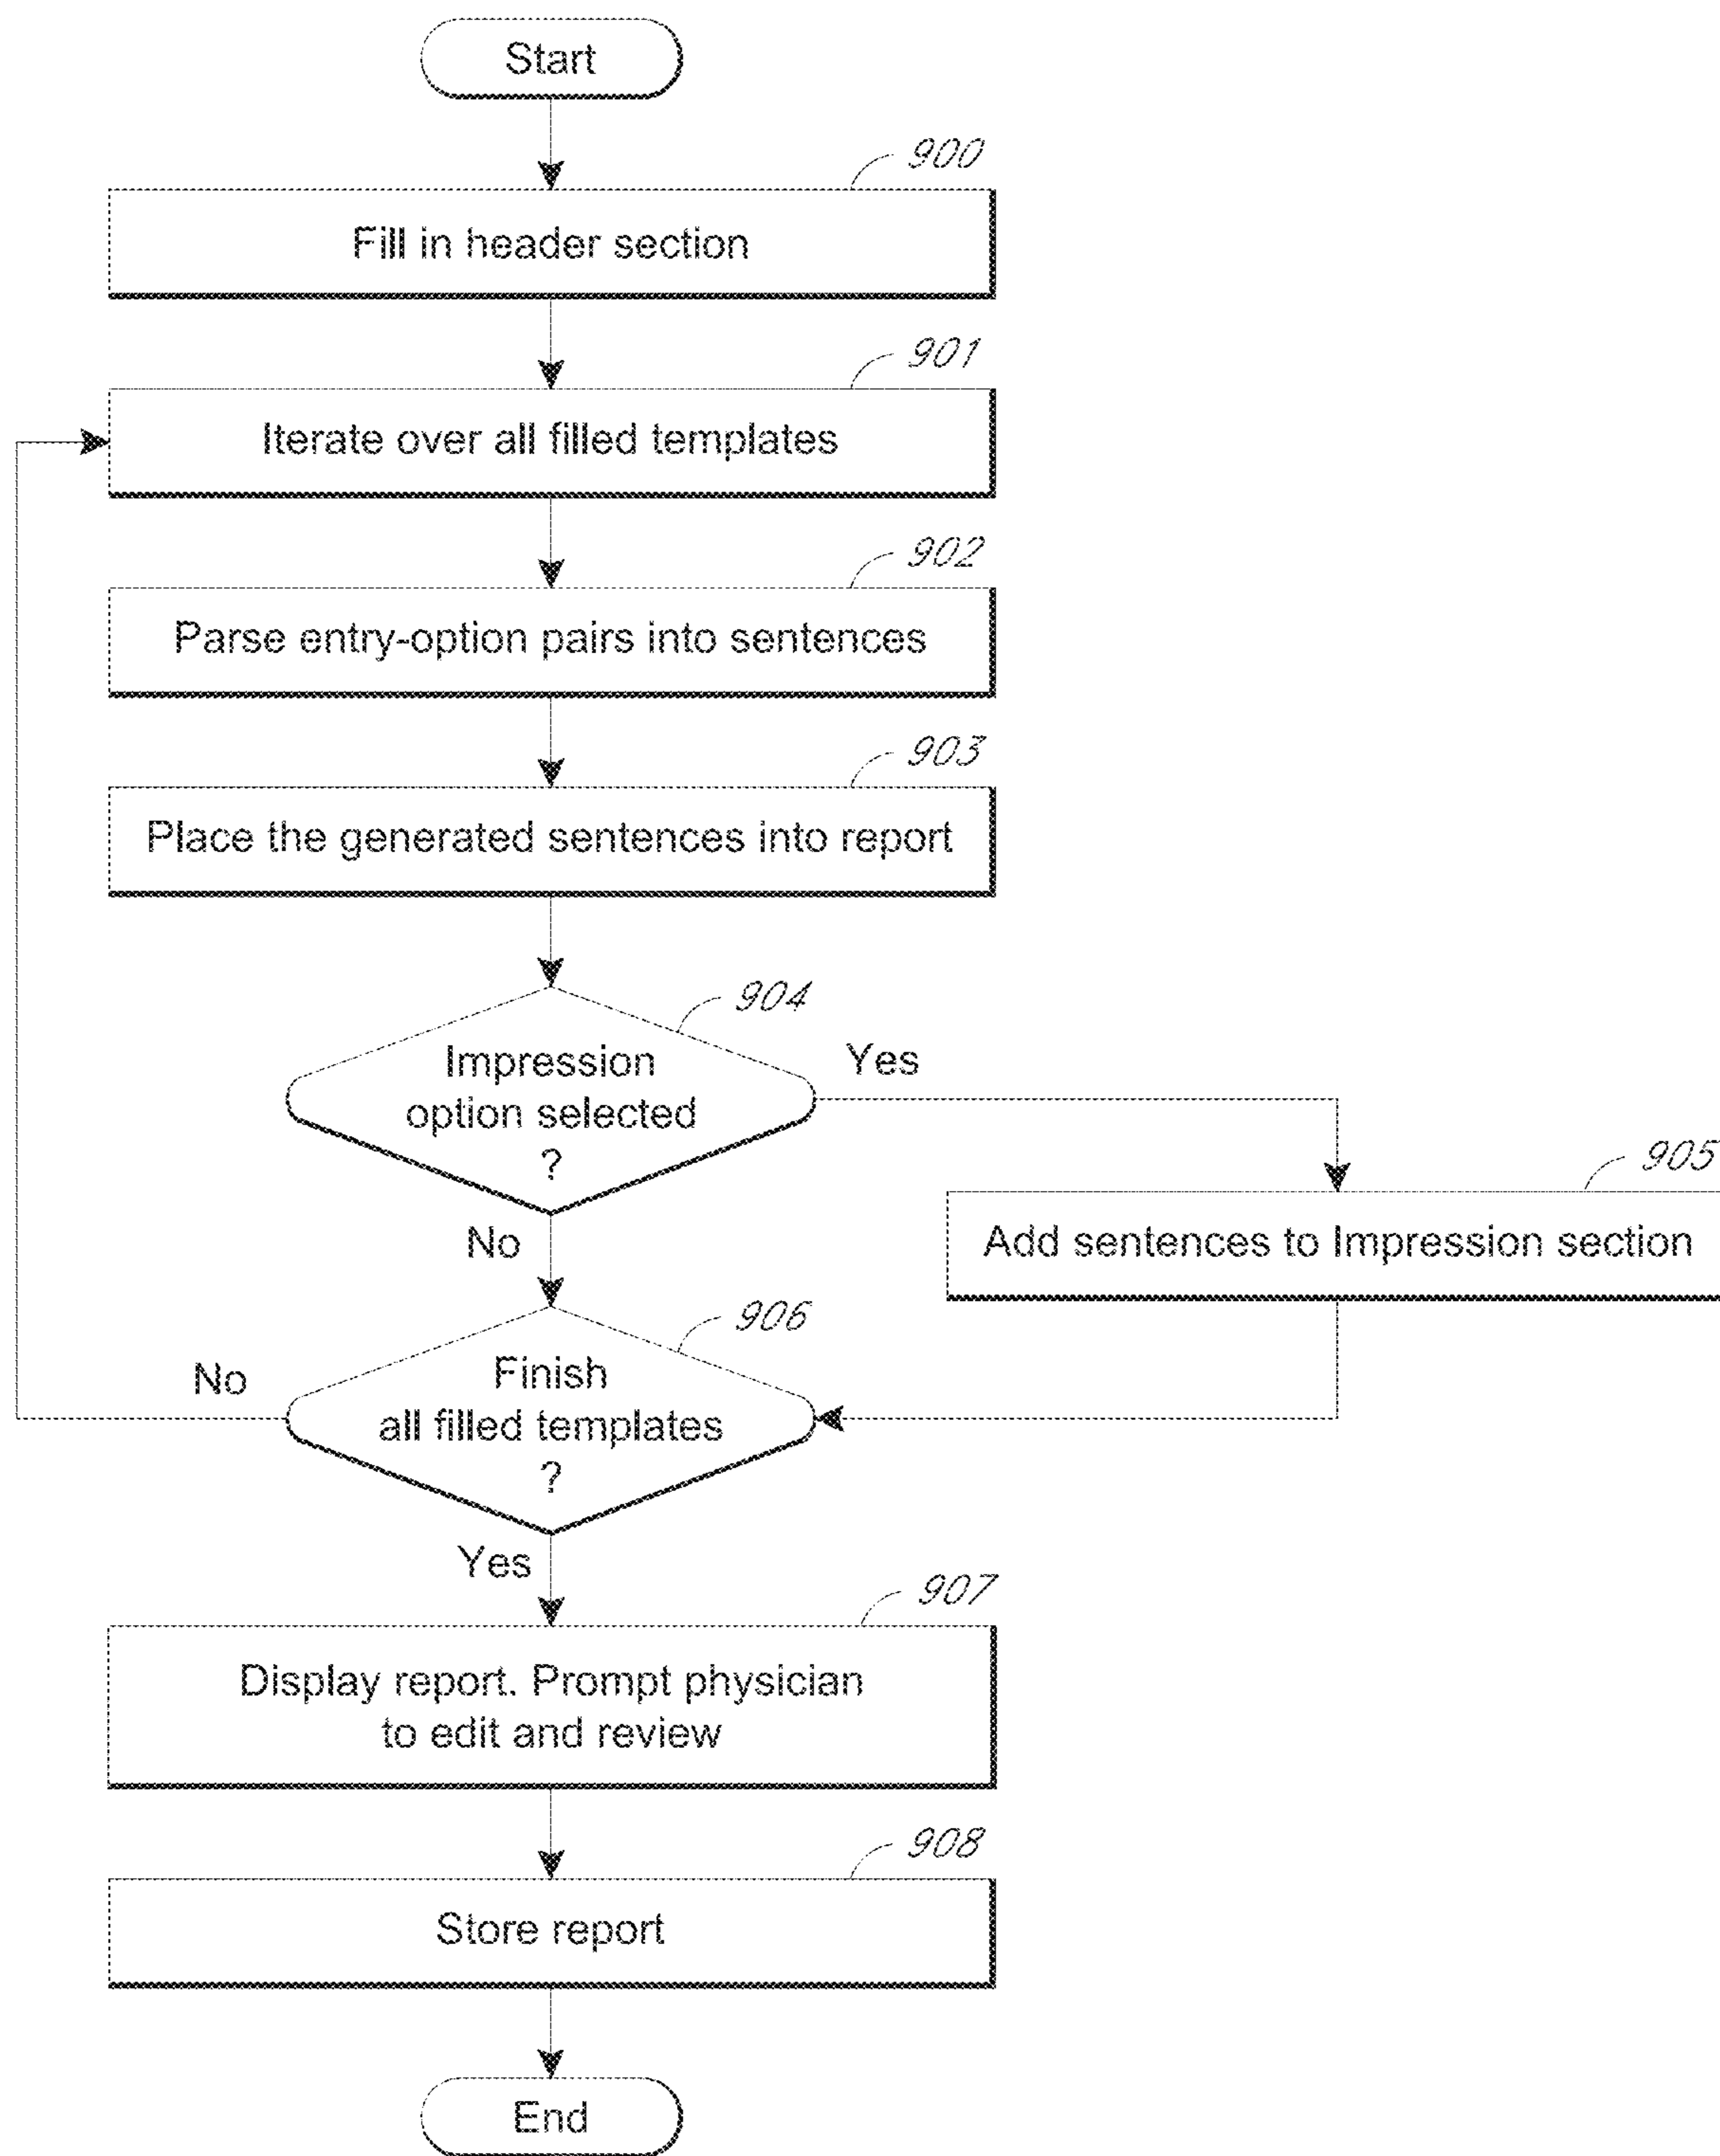 Start
900
Fill in header section
901
Iterate over all filled templates
902
Parse entry-option pairs into sentences
903
Place the generated sentences into report
904
Impression
option selected
?
Yes
No
905
Add sentences to Impression section
906
Finish
all filled templates
?
No
Yes
907
Display report. Prompt physician
to edit and review
908
Store report
End